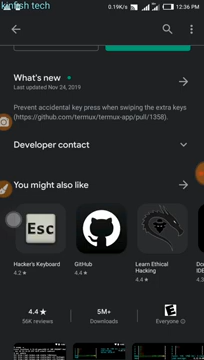 kinfish tech
0.19K/s
12:36 PM
What's new
Last updated Nov 24, 2019
Prevent accidental key press when swiping the extra keys
(https://github.com/termux/termux-app/pull/1358).
Developer contact
You might also like
Esc
Hacker's Keyboard
4.2★
GitHub
4.4★
Learn Ethical
Hacking
4.4★
4.4★
56K reviews
5M+
Downloads
E
Everyone